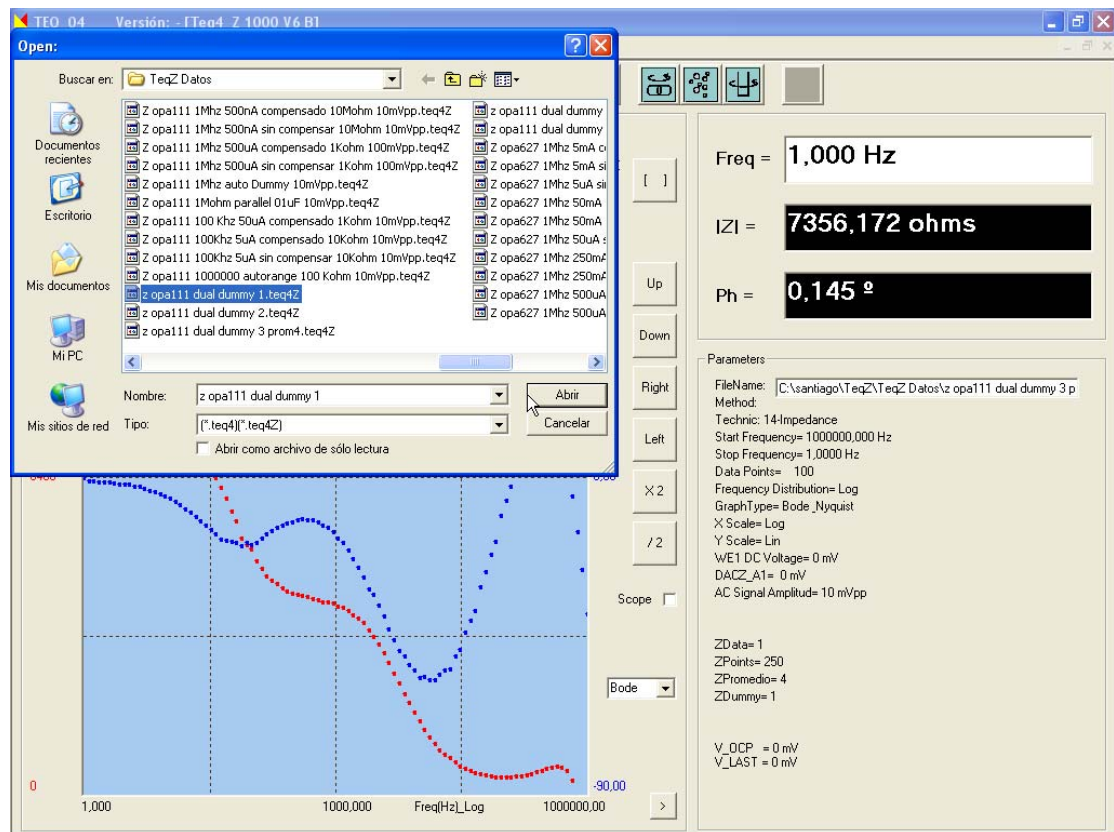 TEQ_04 Versión: - [Teq4_Z 1000 V6 B]
Open:
Buscar en:
TeqZ Datos
Documentos recientes
Escritorio
Mis documentos
Mi PC
Mis sitios de red
Z opa111 1Mhz 500nA compensado 10Mohm 10mVpp.teq4Z
Z opa111 1Mhz 500nA sin compensar 10Mohm 10mVpp.teq4Z
Z opa111 1Mhz 500uA compensado 1Kohm 100mVpp.teq4Z
Z opa111 1Mhz 500uA sin compensar 1Kohm 100mVpp.teq4Z
Z opa111 1Mhz auto Dummy 10mVpp.teq4Z
Z opa111 1Mohm parallel 01uF 10mVpp.teq4Z
Z opa111 100 Khz 50uA compensado 1Kohm 10mVpp.teq4Z
Z opa111 100Khz 5uA compensado 10Kohm 10mVpp.teq4Z
Z opa111 100Khz 5uA sin compensar 10Kohm 10mVpp.teq4Z
Z opa111 1000000 autorange 100 Kohm 10mVpp.teq4Z
z opa111 dual dummy 1.teq4Z
z opa111 dual dummy 2.teq4Z
z opa111 dual dummy 3 prom4.teq4Z
z opa111 dual dummy
z opa111 dual dummy
Z opa627 1Mhz 5mA c
Z opa627 1Mhz 5mA si
Z opa627 1Mhz 5uA si
Z opa627 1Mhz 50mA
Z opa627 1Mhz 50mA
Z opa627 1Mhz 50uA s
Z opa627 1Mhz 250mA
Z opa627 1Mhz 250mA
Z opa627 1Mhz 500uA
Z opa627 1Mhz 500uA
Nombre:
z opa111 dual dummy 1
Abrir
Tipo:
(*.teq4)(*.teq4Z)
Cancelar
Abrir como archivo de sólo lectura
[ ]
Up
Down
Right
Left
X 2
/ 2
Scope
Bode
>
0
-90,00
1,000
1000,000
Freq(Hz)_Log
1000000,00
Freq =
1,000 Hz
IZI =
7356,172 ohms
Ph =
0,145 º
Parameters
FileName:
C:\santiago\TeqZ\TeqZ Datos\z opa111 dual dummy 3 p
Method:
Technic: 14-Impedance
Start Frequency= 1000000,000 Hz
Stop Frequency= 1,0000 Hz
Data Points= 100
Frequency Distribution= Log
GraphType= Bode_Nyquist
X Scale= Log
Y Scale= Lin
WE1 DC Voltage= 0 mV
DACZ_A1= 0 mV
AC Signal Amplitud= 10 mVpp
ZData= 1
ZPoints= 250
ZPromedio= 4
ZDummy= 1
V_OCP = 0 mV
V_LAST = 0 mV